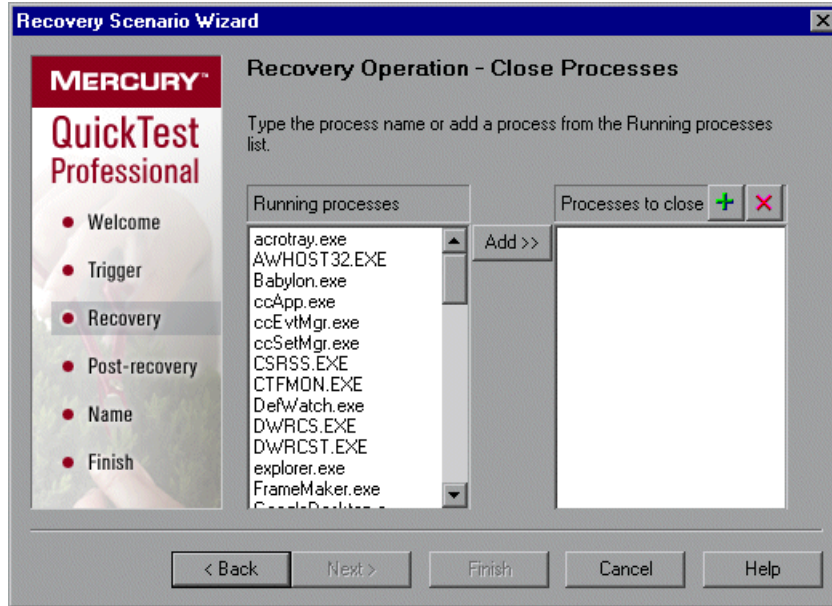 Recovery Scenario Wizard
MERCURY™
QuickTest
Professional
Welcome
Trigger
Recovery
Post-recovery
Name
Finish
Recovery Operation - Close Processes
Type the process name or add a process from the Running processes
list.
Running processes
acrotray.exe
AWHOST32.EXE
Babylon.exe
ccApp.exe
ccEvtMgr.exe
ccSetMgr.exe
CSRSS.EXE
CTFMON.EXE
DefWatch.exe
DWRCS.EXE
DWRCST.EXE
explorer.exe
FrameMaker.exe
Add >>
Processes to close
< Back
Next >
Finish
Cancel
Help